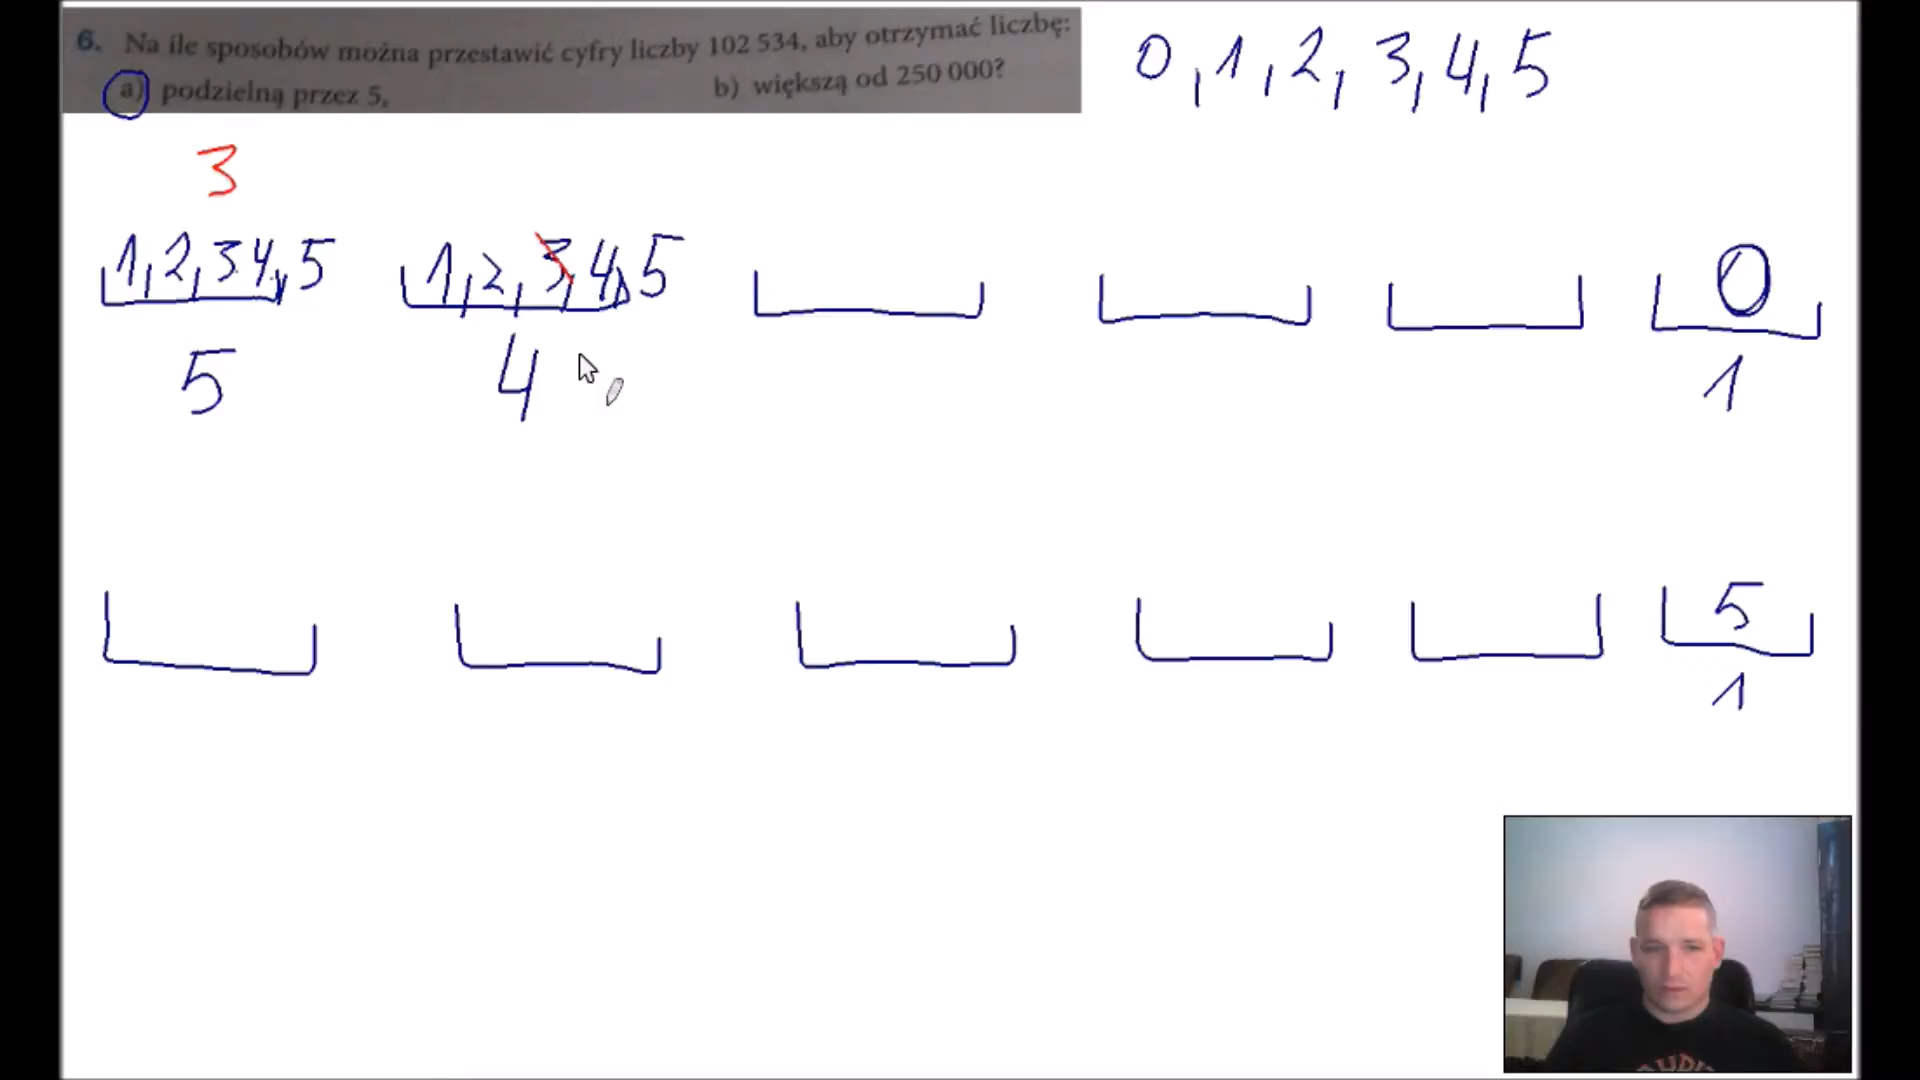 6. Na ile sposobów można przestawić cyfry liczby 102 534, aby otrzymać liczbę:
a) podzielną przez 5,
b) większą od 250 000?
0, 1, 2, 3, 4, 5
3
1, 2, 3 4, 5
1, 2, 3, 4, 5
0
5
4
1
5
1